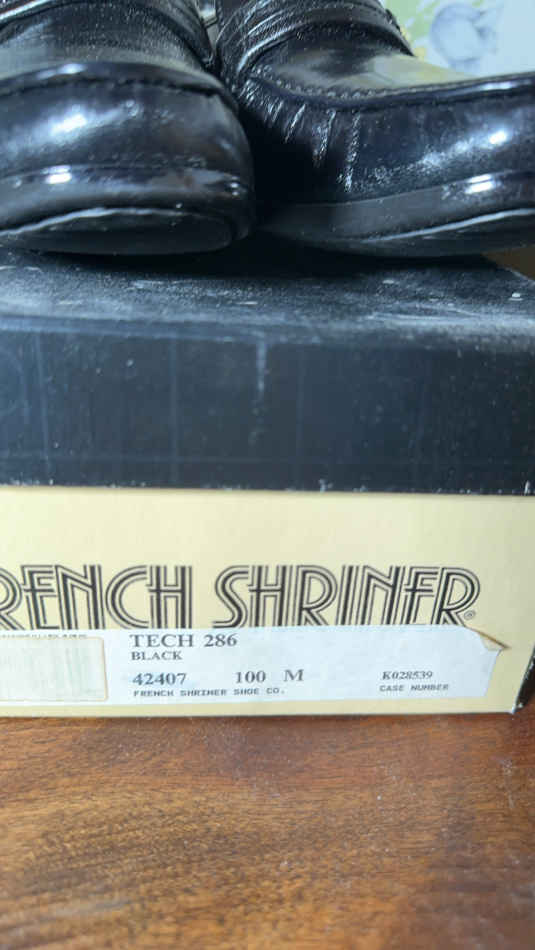 RENCH SHRINER®
TECH 286
BLACK
42407 100 M K028539
FRENCH SHRINER SHOE CO. CASE NUMBER